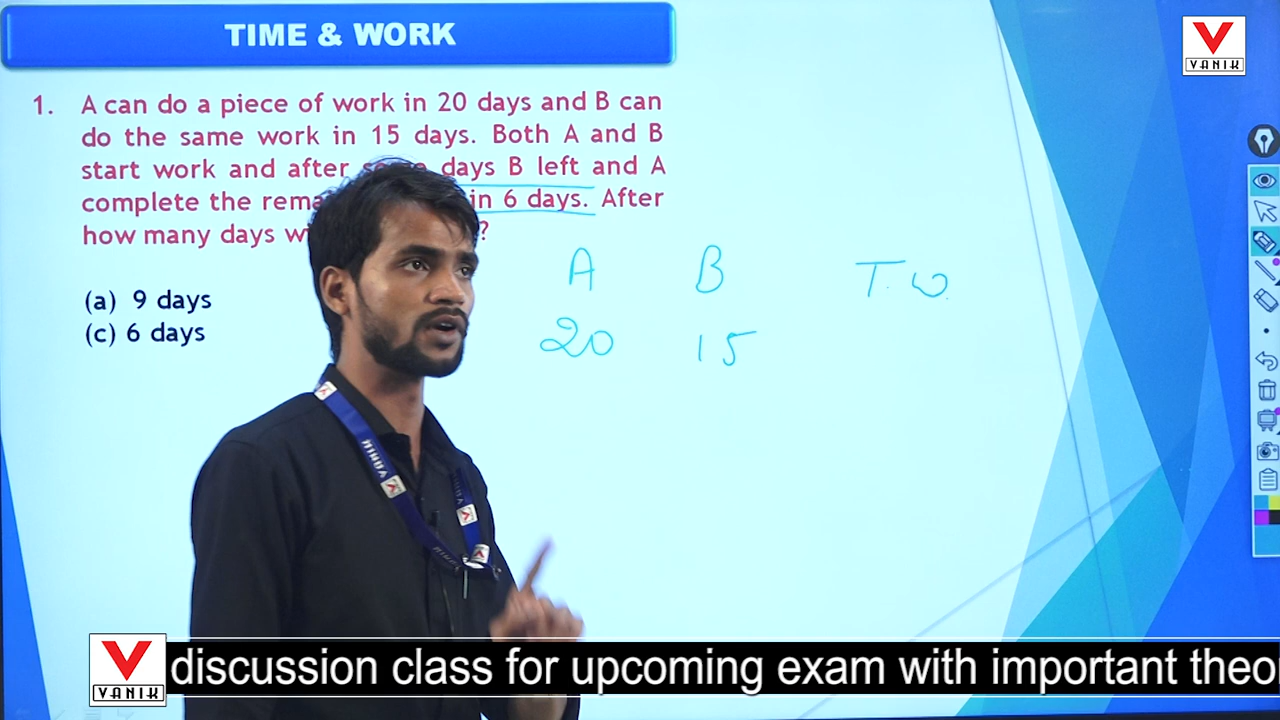 TIME & WORK
VANIK
1. A can do a piece of work in 20 days and B can
do the same work in 15 days. Both A and B
start work and after days B left and A
complete the in 6 days. After
how many days ?
A B T.W.
(a) 9 days
(c) 6 days
20 15
VANIK
discussion class for upcoming exam with important